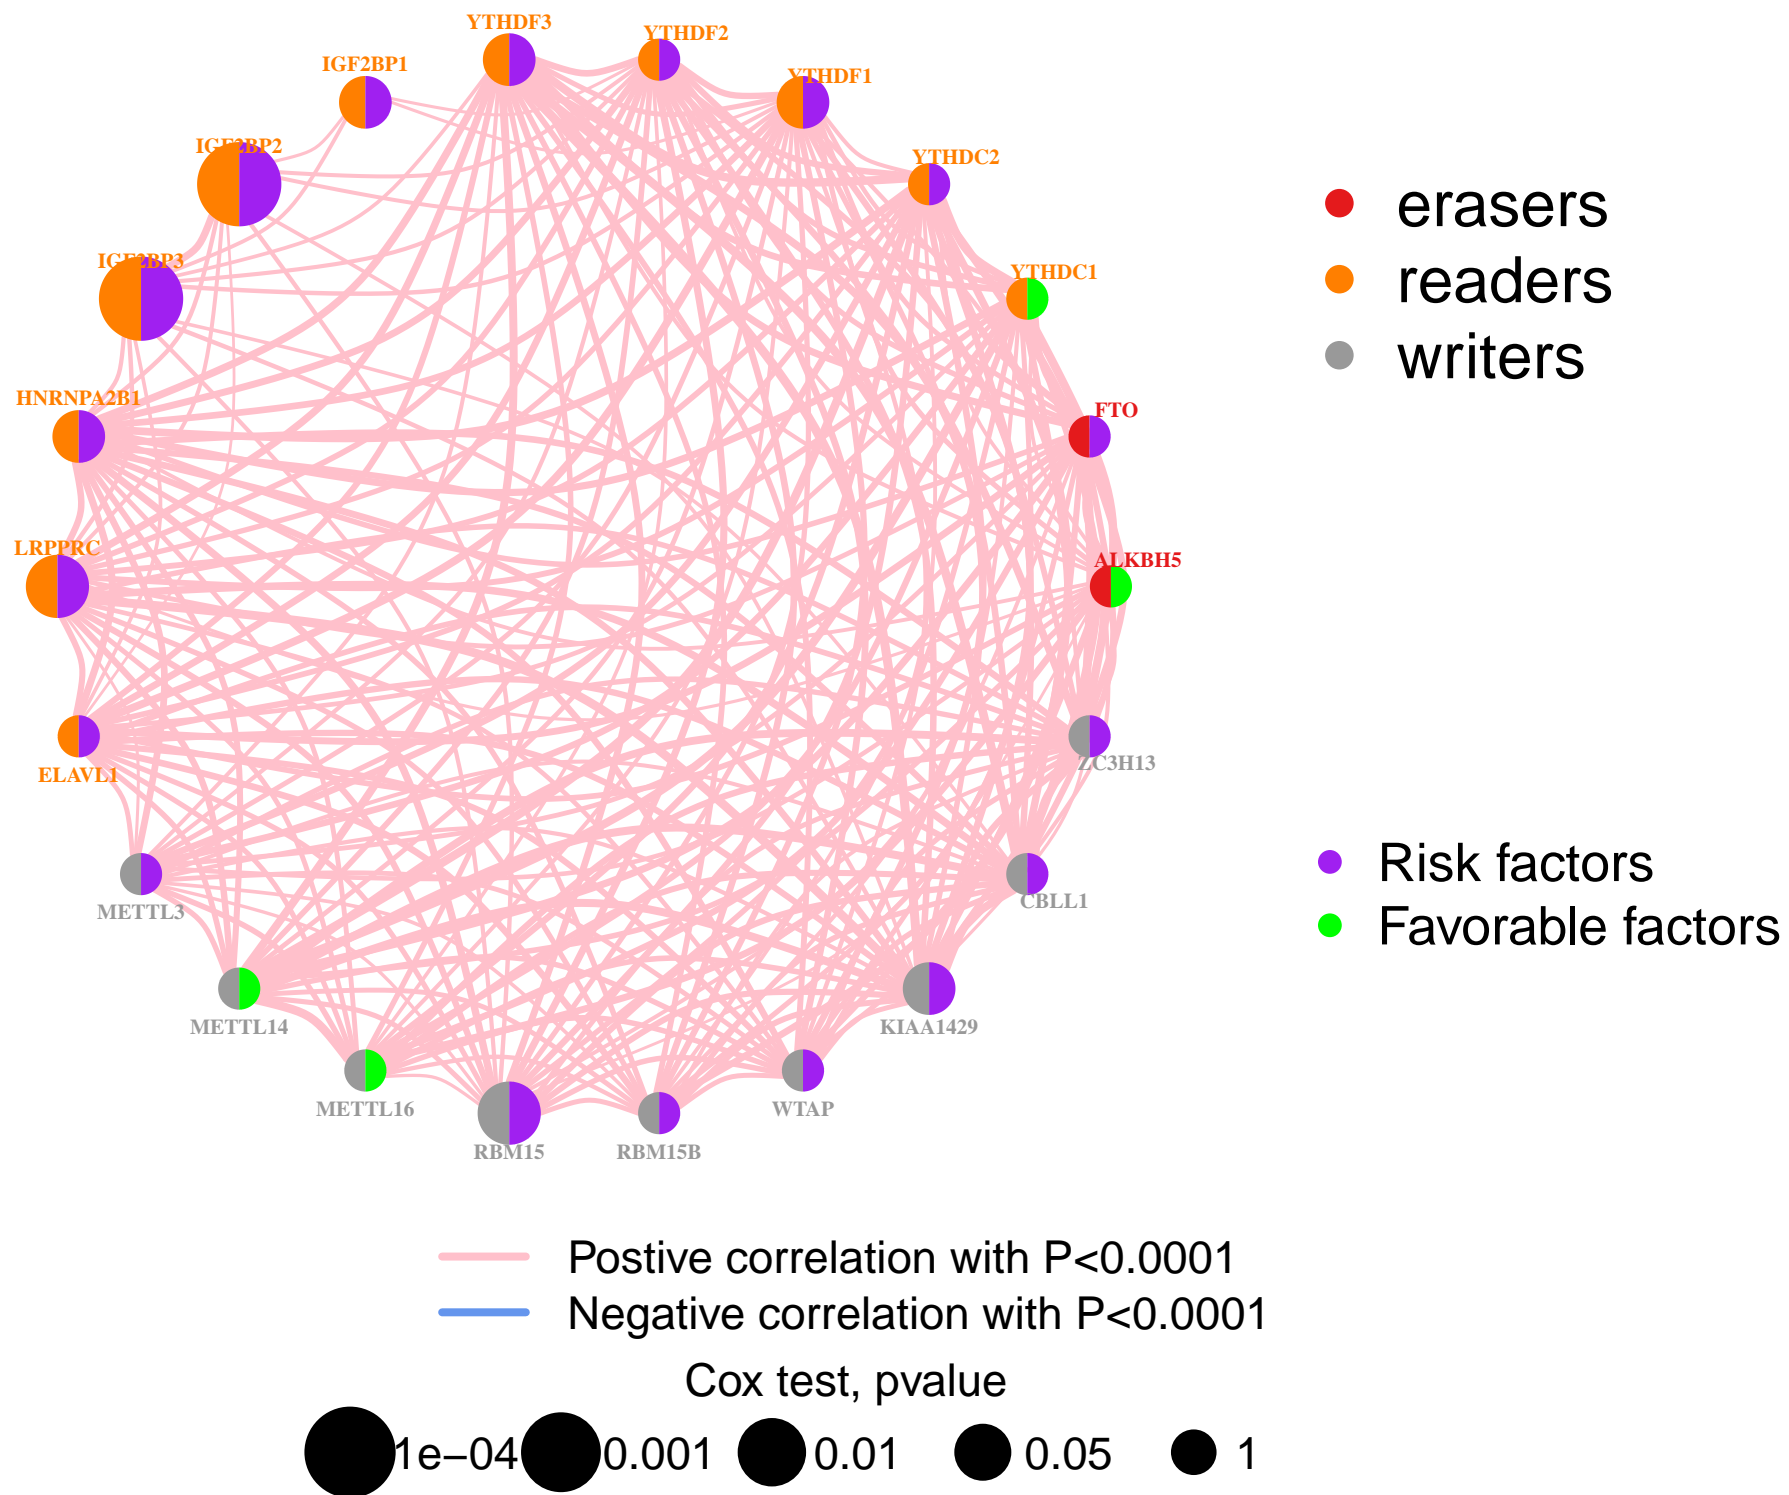 YTHDF3
YTHDF2
IGF2BP1
YTHDF1
IGF2BP2
YTHDC2
IGF2BP3
YTHDC1
HNRNPA2B1
FTO
LRPPRC
ALKBH5
ELAVL1
ZC3H13
METTL3
CBLL1
METTL14
KIAA1429
METTL16
WTAP
RBM15
RBM15B
erasers
readers
writers
Risk factors
Favorable factors
Postive correlation with P<0.0001
Negative correlation with P<0.0001
Cox test, pvalue
1e−04 0.001 0.01 0.05 1